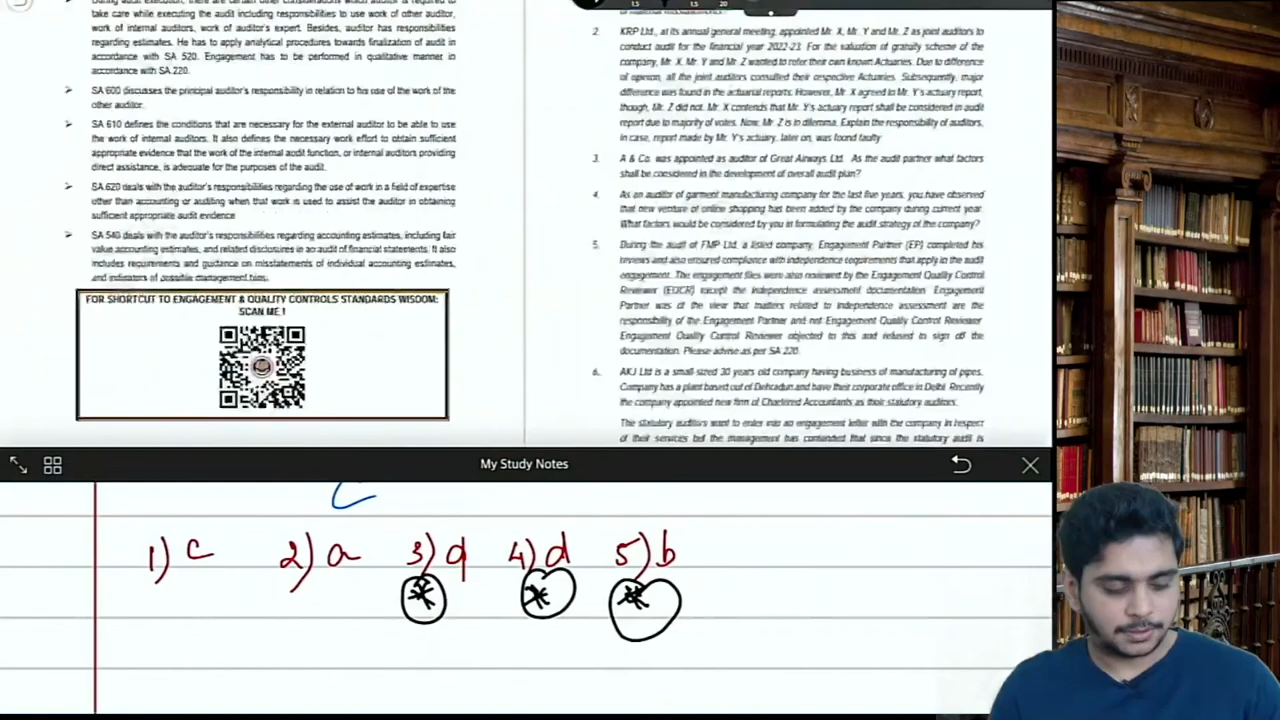 take care while executing the audit including responsibilities to use work of other auditor,
work of internal auditors, work of auditor's expert. Besides, auditor has responsibilities
regarding estimates. He has to apply analytical procedures towards finalization of audit in
accordance with SA 520. Engagement has to be performed in qualitative manner in
accordance with SA 220.
➢ SA 600 discusses the principal auditor's responsibility in relation to his use of the work of the
other auditor.
➢ SA 610 defines the conditions that are necessary for the external auditor to be able to use
the work of internal auditors. It also defines the necessary work effort to obtain sufficient
appropriate evidence that the work of the internal audit function, or internal auditors providing
direct assistance, is adequate for the purposes of the audit.
➢ SA 620 deals with the auditor's responsibilities regarding the use of work in a field of expertise
other than accounting or auditing when that work is used to assist the auditor in obtaining
sufficient appropriate audit evidence
➢ SA 540 deals with the auditor's responsibilities regarding accounting estimates, including fair
value accounting estimates, and related disclosures in an audit of financial statements. It also
includes requirements and guidance on misstatements of individual accounting estimates,
and indicators of possible management bias.
FOR SHORTCUT TO ENGAGEMENT & QUALITY CONTROLS STANDARDS WISDOM:
SCAN ME!
2. KRP Ltd., at its annual general meeting, appointed Mr. X, Mr. Y and Mr. Z as joint auditors to
conduct audit for the financial year 2022-23. For the valuation of gratuity scheme of the
company, Mr. X, Mr. Y and Mr. Z wanted to refer their own known Actuaries. Due to difference
of opinion, all the joint auditors consulted their respective Actuaries. Subsequently, major
difference was found in the actuarial reports. However, Mr. X agreed to Mr. Y's actuary report,
though, Mr. Z did not. Mr. X contends that Mr. Y's actuary report shall be considered in audit
report due to majority of votes. Now, Mr. Z is in dilemma. Explain the responsibility of auditors,
in case, report made by Mr. Y's actuary, later on, was found faulty
3. A & Co. was appointed as auditor of Great Airways Ltd. As the audit partner what factors
shall be considered in the development of overall audit plan?
4. As an auditor of garment manufacturing company for the last five years, you have observed
that new venture of online shopping has been added by the company during current year.
What factors would be considered by you in formulating the audit strategy of the company?
5. During the audit of FMP Ltd, a listed company, Engagement Partner (EP) completed his
reviews and also ensured compliance with independence requirements that apply to the audit
engagement. The engagement files were also reviewed by the Engagement Quality Control
Reviewer (EQCR) except the independence assessment documentation. Engagement
Partner was of the view that matters related to independence assessment are the
responsibility of the Engagement Partner and not Engagement Quality Control Reviewer.
Engagement Quality Control Reviewer objected to this and refused to sign off the
documentation. Please advise as per SA 220.
6. AKJ Ltd is a small-sized 30 years old company having business of manufacturing of pipes.
Company has a plant based out of Dehradun and have their corporate office in Delhi. Recently
the company appointed new firm of Chartered Accountants as their statutory auditors.
The statutory auditors want to enter into an engagement letter with the company in respect
of their services but the management has contended that since the statutory audit is
My Study Notes
1) c 2) a 3) d 4) d 5) b